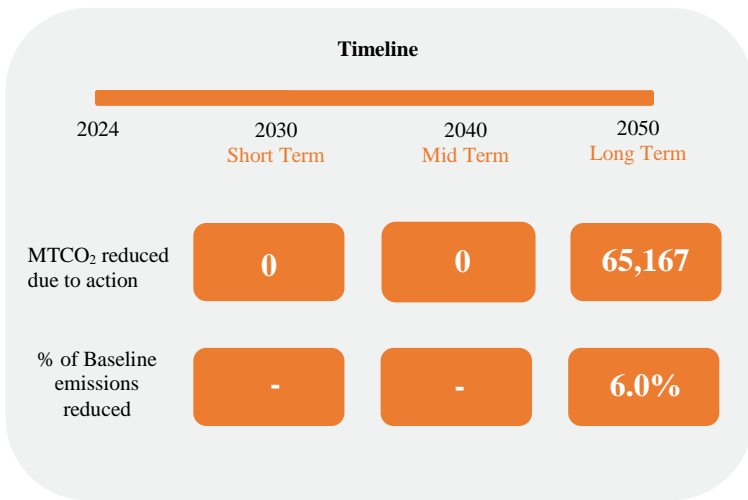 Timeline
2024 2030 2040 2050
Short Term Mid Term Long Term
MTCO₂ reduced
due to action
0 0 65,167
% of Baseline
emissions
reduced
- - 6.0%